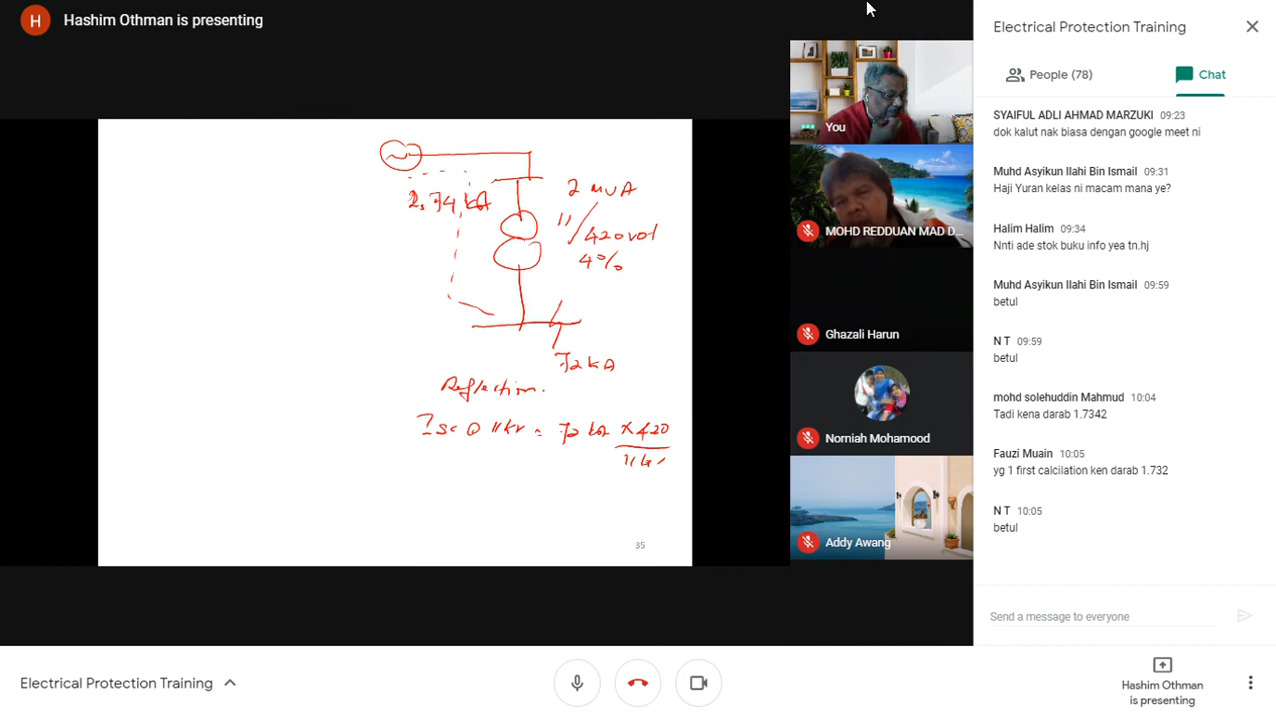 H
Hashim Othman is presenting
2.74 kA
2 MVA
11/420 vol
4%
72 kA
Reflection.
Isc @ 11kv = 72 kA x 420
11kv
35
You
MOHD REDDUAN MAD D...
Ghazali Harun
Norniah Mohamood
Addy Awang
Electrical Protection Training
People (78)
Chat
SYAIFUL ADLI AHMAD MARZUKI 09:23
dok kalut nak biasa dengan google meet ni
Muhd Asyikun Ilahi Bin Ismail 09:31
Haji Yuran kelas ni macam mana ye?
Halim Halim 09:34
Nnti ade stok buku info yea tn.hj
Muhd Asyikun Ilahi Bin Ismail 09:59
betul
N T 09:59
betul
mohd solehuddin Mahmud 10:04
Tadi kena darab 1.7342
Fauzi Muain 10:05
yg 1 first calcilation ken darab 1.732
N T 10:05
betul
Send a message to everyone
Electrical Protection Training
Hashim Othman
is presenting